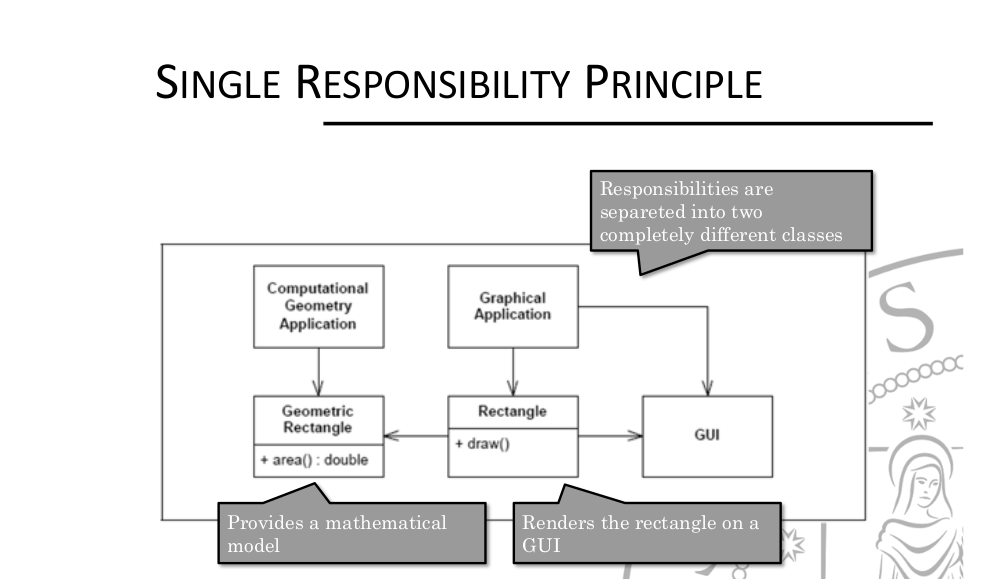 SINGLE RESPONSIBILITY PRINCIPLE
Responsibilities are
separeted into two
completely different classes
Computational
Geometry
Application
Graphical
Application
Geometric
Rectangle
+ area() : double
Rectangle
+ draw()
GUI
Provides a mathematical
model
Renders the rectangle on a
GUI
S